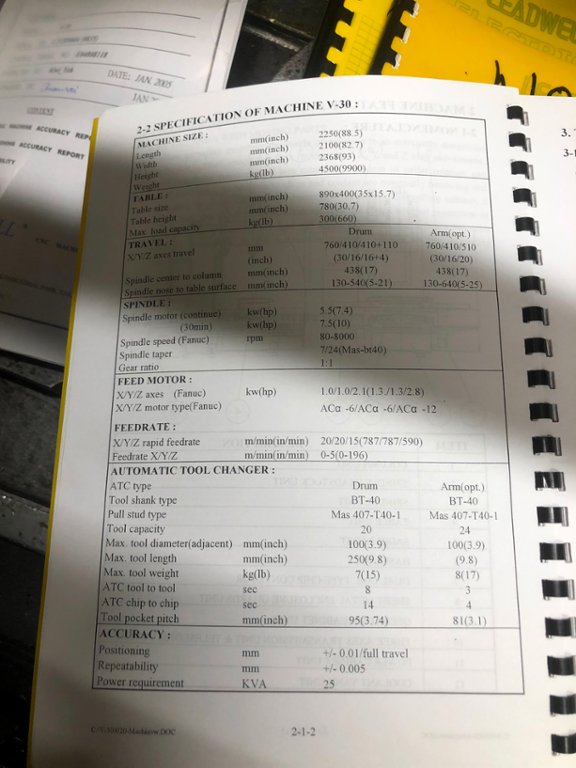 LEADWE
DATE: JAN. 2005
CONTENT
MACHINE ACCURACY REPO
ACCURACY REPORT
2-2 SPECIFICATION OF MACHINE V-30 :
MACHINE SIZE :
Length mm(inch) 2250(88.5)
Width mm(inch) 2100(82.7)
Height mm(inch) 2368(93)
Weight kg(lb) 4500(9900)
TABLE :
Table size mm(inch) 890x400(35x15.7)
Table height mm(inch) 780(30.7)
Max. load capacity kg(lb) 300(660)
TRAVEL : Drum Arm(opt.)
X/Y/Z axes travel mm 760/410/410+110 760/410/510
(inch) (30/16/16+4) (30/16/20)
Spindle center to column mm(inch) 438(17) 438(17)
Spindle nose to table surface mm(inch) 130-540(5-21) 130-640(5-25)
SPINDLE :
Spindle motor (continue) kw(hp) 5.5(7.4)
(30min) kw(hp) 7.5(10)
Spindle speed (Fanuc) rpm 80-8000
Spindle taper 7/24(Mas-bt40)
Gear ratio 1:1
FEED MOTOR :
X/Y/Z axes (Fanuc) kw(hp) 1.0/1.0/2.1(1.3./1.3/2.8)
X/Y/Z motor type(Fanuc) ACα -6/ACα -6/ACα -12
FEEDRATE :
X/Y/Z rapid feedrate m/min(in/min) 20/20/15(787/787/590)
Feedrate X/Y/Z m/min(in/min) 0-5(0-196)
AUTOMATIC TOOL CHANGER :
ATC type Drum Arm(opt.)
Tool shank type BT-40 BT-40
Pull stud type Mas 407-T40-1 Mas 407-T40-1
Tool capacity 20 24
Max. tool diameter(adjacent) mm(inch) 100(3.9) 100(3.9)
Max. tool length mm(inch) 250(9.8) (9.8)
Max. tool weight kg(lb) 7(15) 8(17)
ATC tool to tool sec 8 3
ATC chip to chip sec 14 4
Tool pocket pitch mm(inch) 95(3.74) 81(3.1)
ACCURACY :
Positioning mm +/- 0.01/full travel
Repeatability mm +/- 0.005
Power requirement KVA 25
2-1-2
3.
3-1